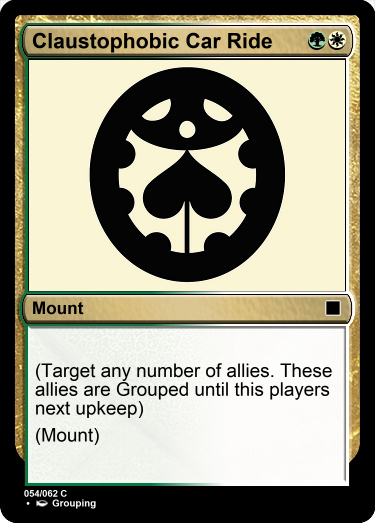 Claustophobic Car Ride
Mount
(Target any number of allies. These
allies are Grouped until this players
next upkeep)
(Mount)
054/062 C
• Grouping